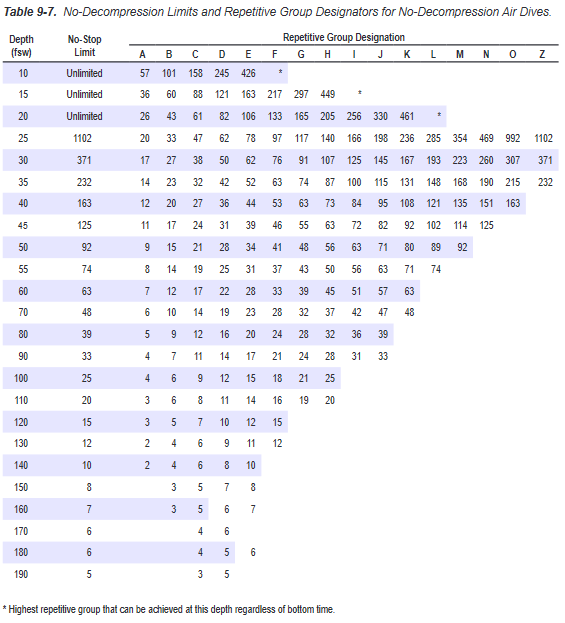 Table 9-7. No-Decompression Limits and Repetitive Group Designators for No-Decompression Air Dives.
Depth (fsw) No-Stop Limit Repetitive Group Designation
A B C D E F G H I J K L M N O Z
10 Unlimited 57 101 158 245 426 *
15 Unlimited 36 60 88 121 163 217 297 449 *
20 Unlimited 26 43 61 82 106 133 165 205 256 330 461 *
25 1102 20 33 47 62 78 97 117 140 166 198 236 285 354 469 992 1102
30 371 17 27 38 50 62 76 91 107 125 145 167 193 223 260 307 371
35 232 14 23 32 42 52 63 74 87 100 115 131 148 168 190 215 232
40 163 12 20 27 36 44 53 63 73 84 95 108 121 135 151 163
45 125 11 17 24 31 39 46 55 63 72 82 92 102 114 125
50 92 9 15 21 28 34 41 48 56 63 71 80 89 92
55 74 8 14 19 25 31 37 43 50 56 63 71 74
60 63 7 12 17 22 28 33 39 45 51 57 63
70 48 6 10 14 19 23 28 32 37 42 47 48
80 39 5 9 12 16 20 24 28 32 36 39
90 33 4 7 11 14 17 21 24 28 31 33
100 25 4 6 9 12 15 18 21 25
110 20 3 6 8 11 14 16 19 20
120 15 3 5 7 10 12 15
130 12 2 4 6 9 11 12
140 10 2 4 6 8 10
150 8 3 5 7 8
160 7 3 5 6 7
170 6 4 6
180 6 4 5 6
190 5 3 5
* Highest repetitive group that can be achieved at this depth regardless of bottom time.